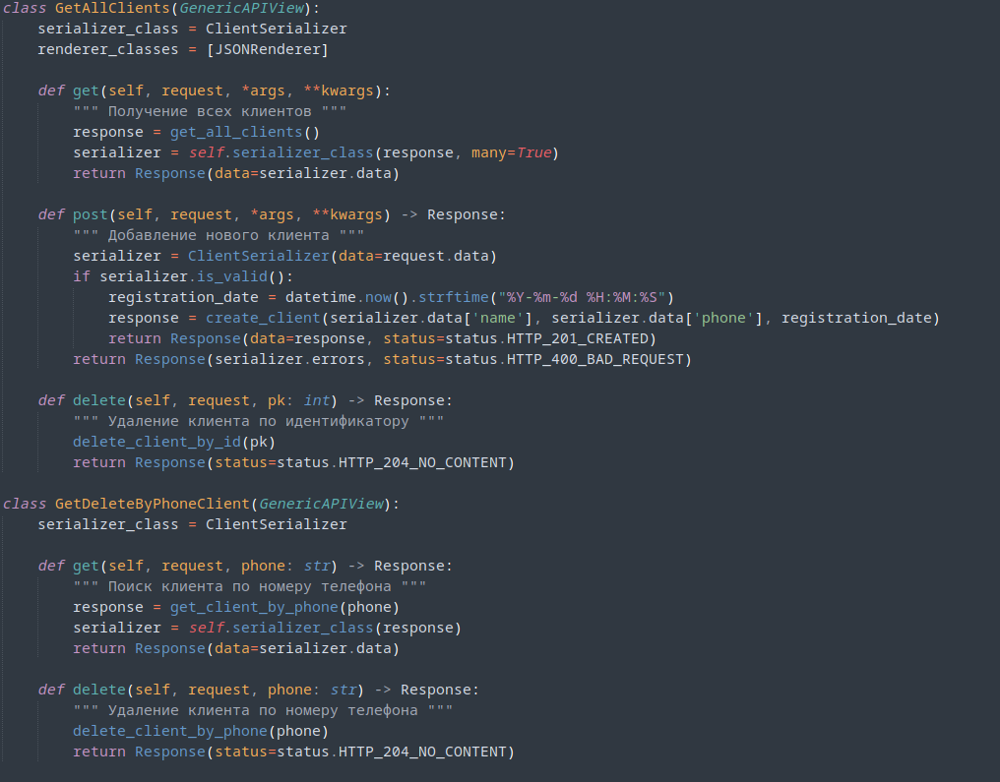 class GetAllClients(GenericAPIView):
    serializer_class = ClientSerializer
    renderer_classes = [JSONRenderer]

    def get(self, request, *args, **kwargs):
        """ Получение всех клиентов """
        response = get_all_clients()
        serializer = self.serializer_class(response, many=True)
        return Response(data=serializer.data)

    def post(self, request, *args, **kwargs) -> Response:
        """ Добавление нового клиента """
        serializer = ClientSerializer(data=request.data)
        if serializer.is_valid():
            registration_date = datetime.now().strftime("%Y-%m-%d %H:%M:%S")
            response = create_client(serializer.data['name'], serializer.data['phone'], registration_date)
            return Response(data=response, status=status.HTTP_201_CREATED)
        return Response(serializer.errors, status=status.HTTP_400_BAD_REQUEST)

    def delete(self, request, pk: int) -> Response:
        """ Удаление клиента по идентификатору """
        delete_client_by_id(pk)
        return Response(status=status.HTTP_204_NO_CONTENT)

class GetDeleteByPhoneClient(GenericAPIView):
    serializer_class = ClientSerializer

    def get(self, request, phone: str) -> Response:
        """ Поиск клиента по номеру телефона """
        response = get_client_by_phone(phone)
        serializer = self.serializer_class(response)
        return Response(data=serializer.data)

    def delete(self, request, phone: str) -> Response:
        """ Удаление клиента по номеру телефона """
        delete_client_by_phone(phone)
        return Response(status=status.HTTP_204_NO_CONTENT)